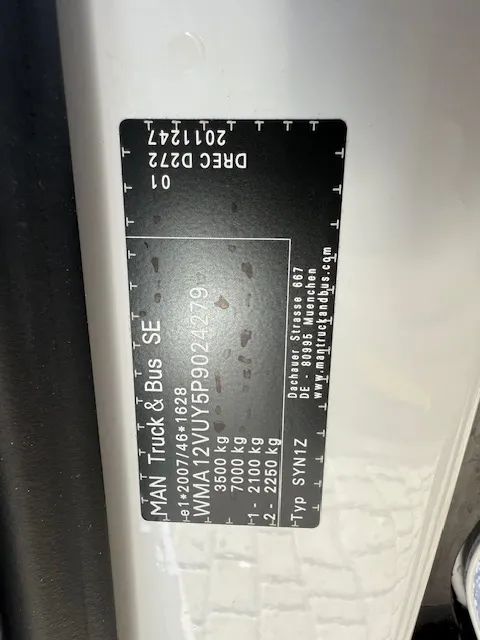 MAN Truck & Bus SE
e1*2007/46*1628
WMA12VUY5P9024279
3500 kg
7000 kg
1- 2100 kg
2- 2250 kg
Typ SYN1Z
Dachauer Strasse 667
DE - 80995 Muenchen
www.mantruckandbus.com
01
DREC D272
2011247